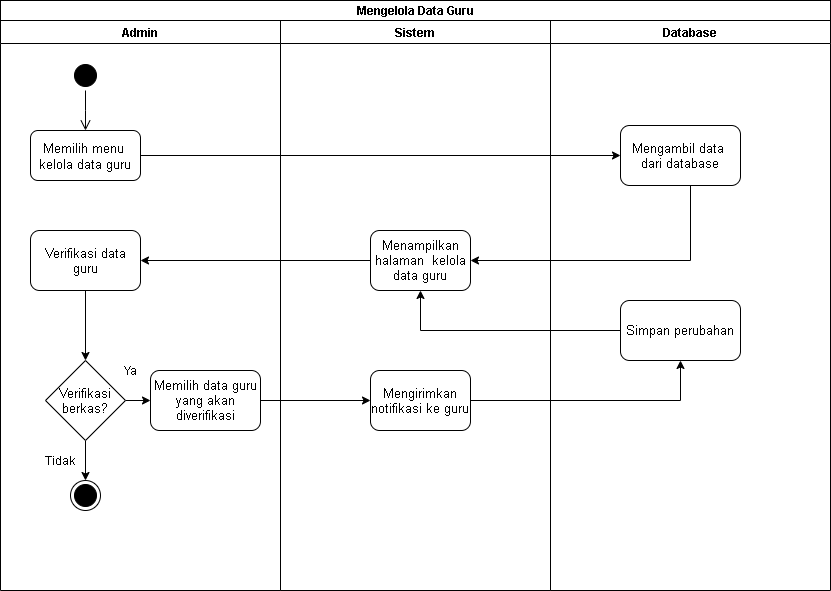 Mengelola Data Guru
Admin
Sistem
Database
Memilih menu
kelola data guru
Mengambil data
dari database
Verifikasi data
guru
Menampilkan
halaman kelola
data guru
Simpan perubahan
Verifikasi
berkas?
Ya
Memilih data guru
yang akan
diverifikasi
Mengirimkan
notifikasi ke guru
Tidak